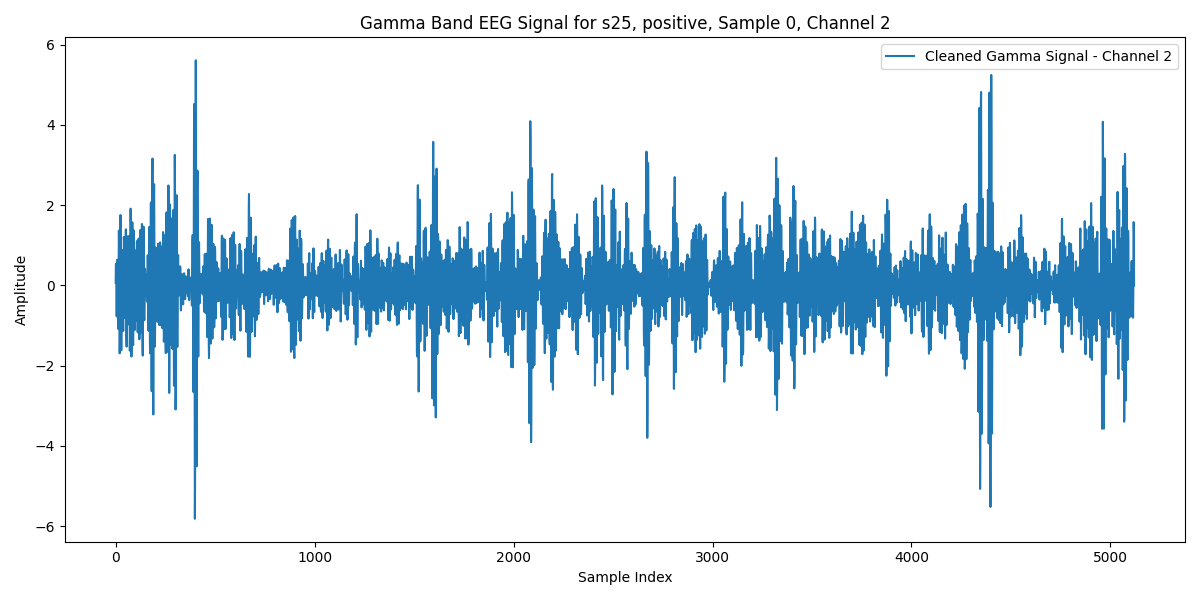 Gamma Band EEG Signal for s25, positive, Sample 0, Channel 2
Cleaned Gamma Signal - Channel 2
Amplitude
6
4
2
0
−2
−4
−6
0 1000 2000 3000 4000 5000
Sample Index